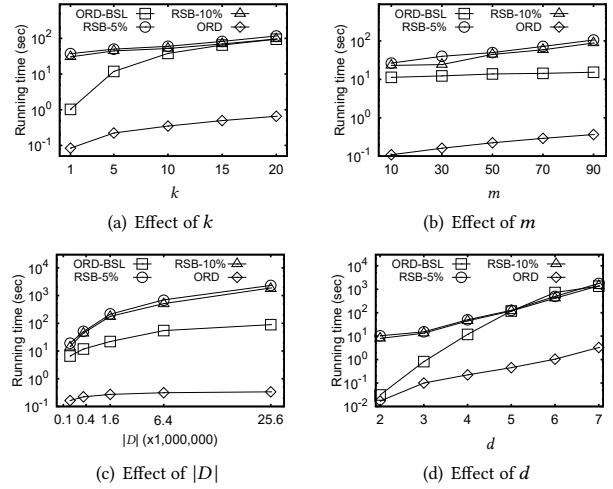 ORD-BSL RSB-10%
RSB-5% ORD
Running time (sec)
10^2
10^1
10^0
10^-1
1 5 10 15 20
k
(a) Effect of k
ORD-BSL RSB-10%
RSB-5% ORD
Running time (sec)
10^3
10^2
10^1
10^0
10^-1
10 30 50 70 90
m
(b) Effect of m
ORD-BSL RSB-10%
RSB-5% ORD
Running time (sec)
10^4
10^3
10^2
10^1
10^0
10^-1
0.1 0.4 1.6 6.4 25.6
|D| (x1,000,000)
(c) Effect of |D|
ORD-BSL RSB-10%
RSB-5% ORD
Running time (sec)
10^4
10^3
10^2
10^1
10^0
10^-1
10^-2
2 3 4 5 6 7
d
(d) Effect of d